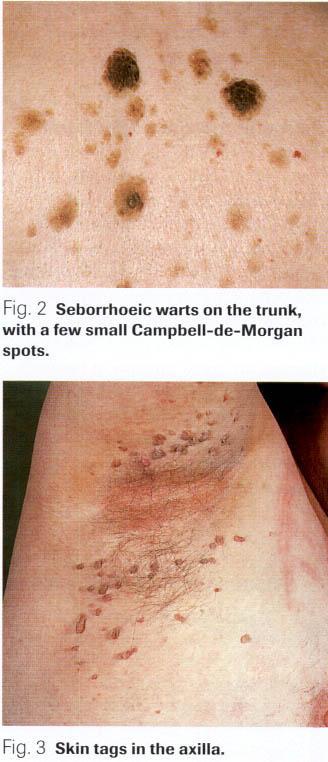 Fig. 2 Seborrhoeic warts on the trunk,
with a few small Campbell-de-Morgan
spots.
Fig. 3 Skin tags in the axilla.